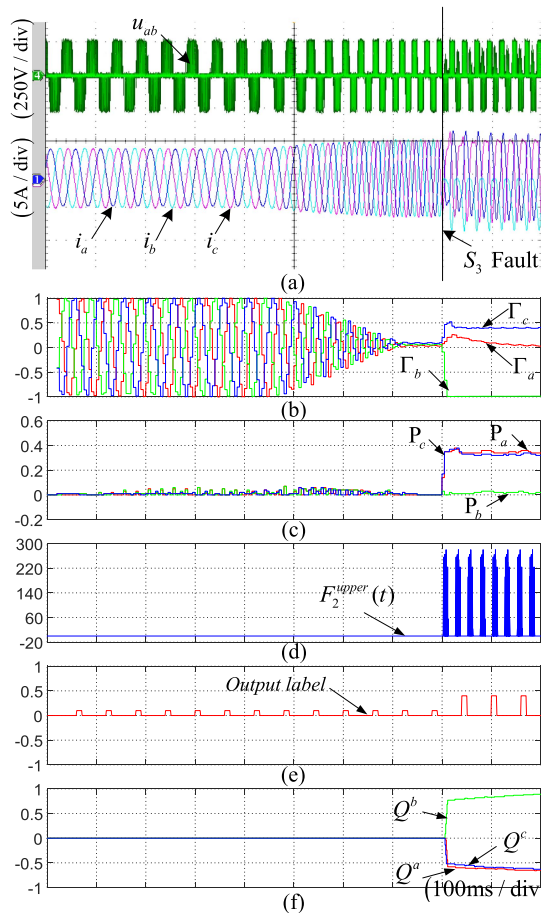 u_ab
(250V / div)
4
(5A / div)
1
i_a i_b i_c
S_3 Fault
(a)
1
0.5
0
-0.5
-1
Γ_c
Γ_a
Γ_b
(b)
0.6
0.4
0.2
0
-0.2
P_c
P_a
P_b
(c)
300
220
140
60
-20
F_2^upper (t)
(d)
1
0.5
0
-0.5
-1
Output label
(e)
1
0.5
0
-0.5
-1
Q^b
Q^c
Q^a
(100ms / div
(f)